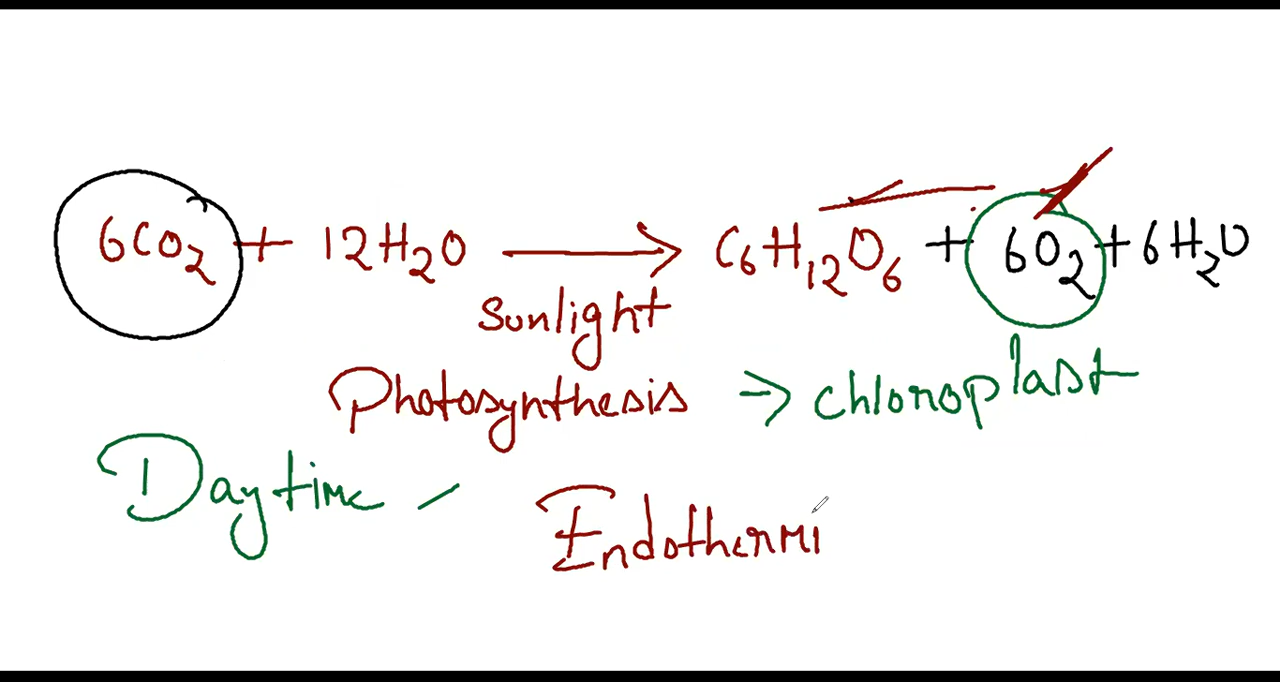 6CO₂ + 12H₂O → C₆H₁₂O₆ + 6O₂ + 6H₂O
Sunlight
Photosynthesis → chloroplast
Daytime
Endothermi